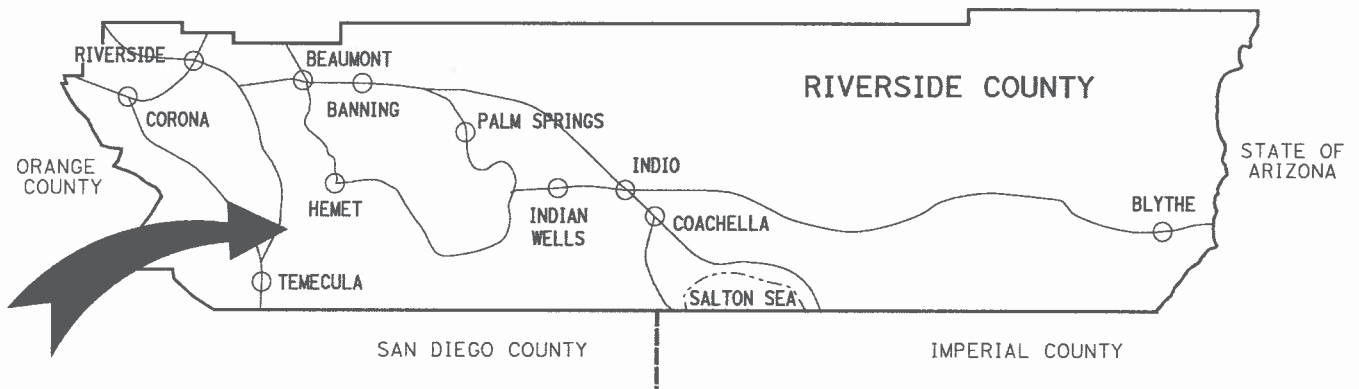 RIVERSIDE
BEAUMONT
RIVERSIDE COUNTY
BANNING
CORONA
PALM SPRINGS
ORANGE
COUNTY
STATE OF
ARIZONA
INDIO
HEMET
INDIAN
WELLS
COACHELLA
BLYTHE
TEMECULA
SALTON SEA
SAN DIEGO COUNTY
IMPERIAL COUNTY